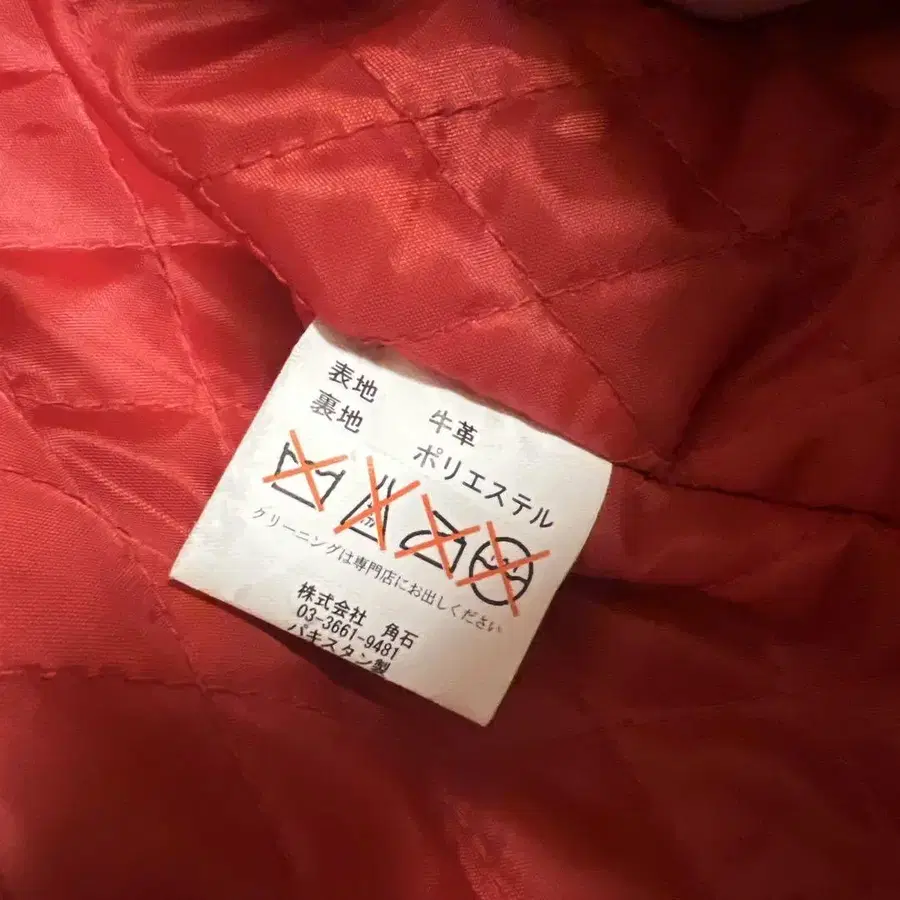 表地 牛革
裏地 ポリエステル
クリーニングは専門店にお出しください
株式会社 角石
03-3661-9481
パキスタン製